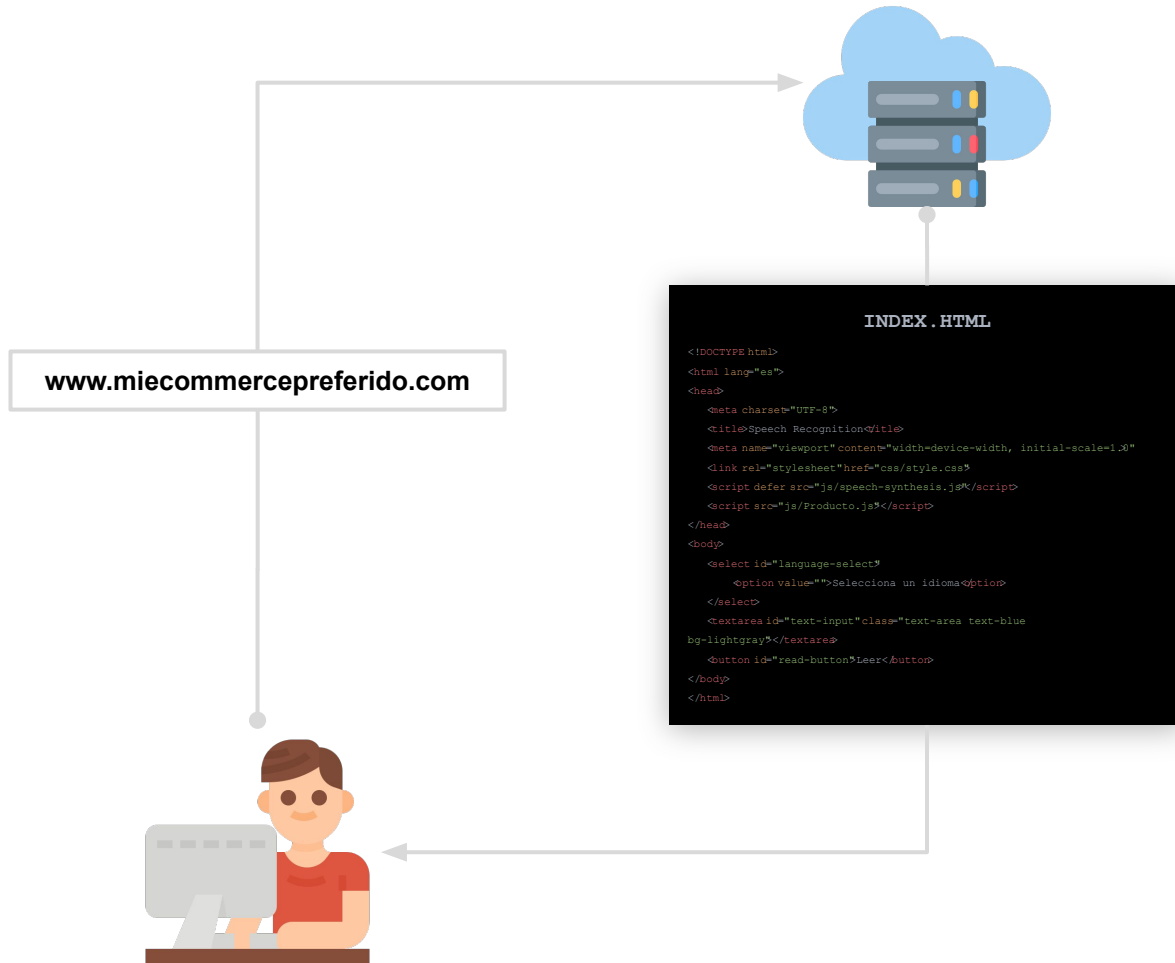 www.miecommercepreferido.com
INDEX.HTML
<!DOCTYPE html>
<html lang="es">
<head>
<meta charset="UTF-8">
<title>Speech Recognition</title>
<meta name="viewport" content="width=device-width, initial-scale=1.0"
<link rel="stylesheet" href="css/style.css">
<script defer src="js/speech-synthesis.js"></script>
<script src="js/Producto.js"></script>
</head>
<body>
<select id="language-select">
<option value="">Selecciona un idioma</option>
</select>
<textarea id="text-input" class="text-area text-blue
bg-lightgray"></textarea>
<button id="read-button">Leer</button>
</body>
</html>